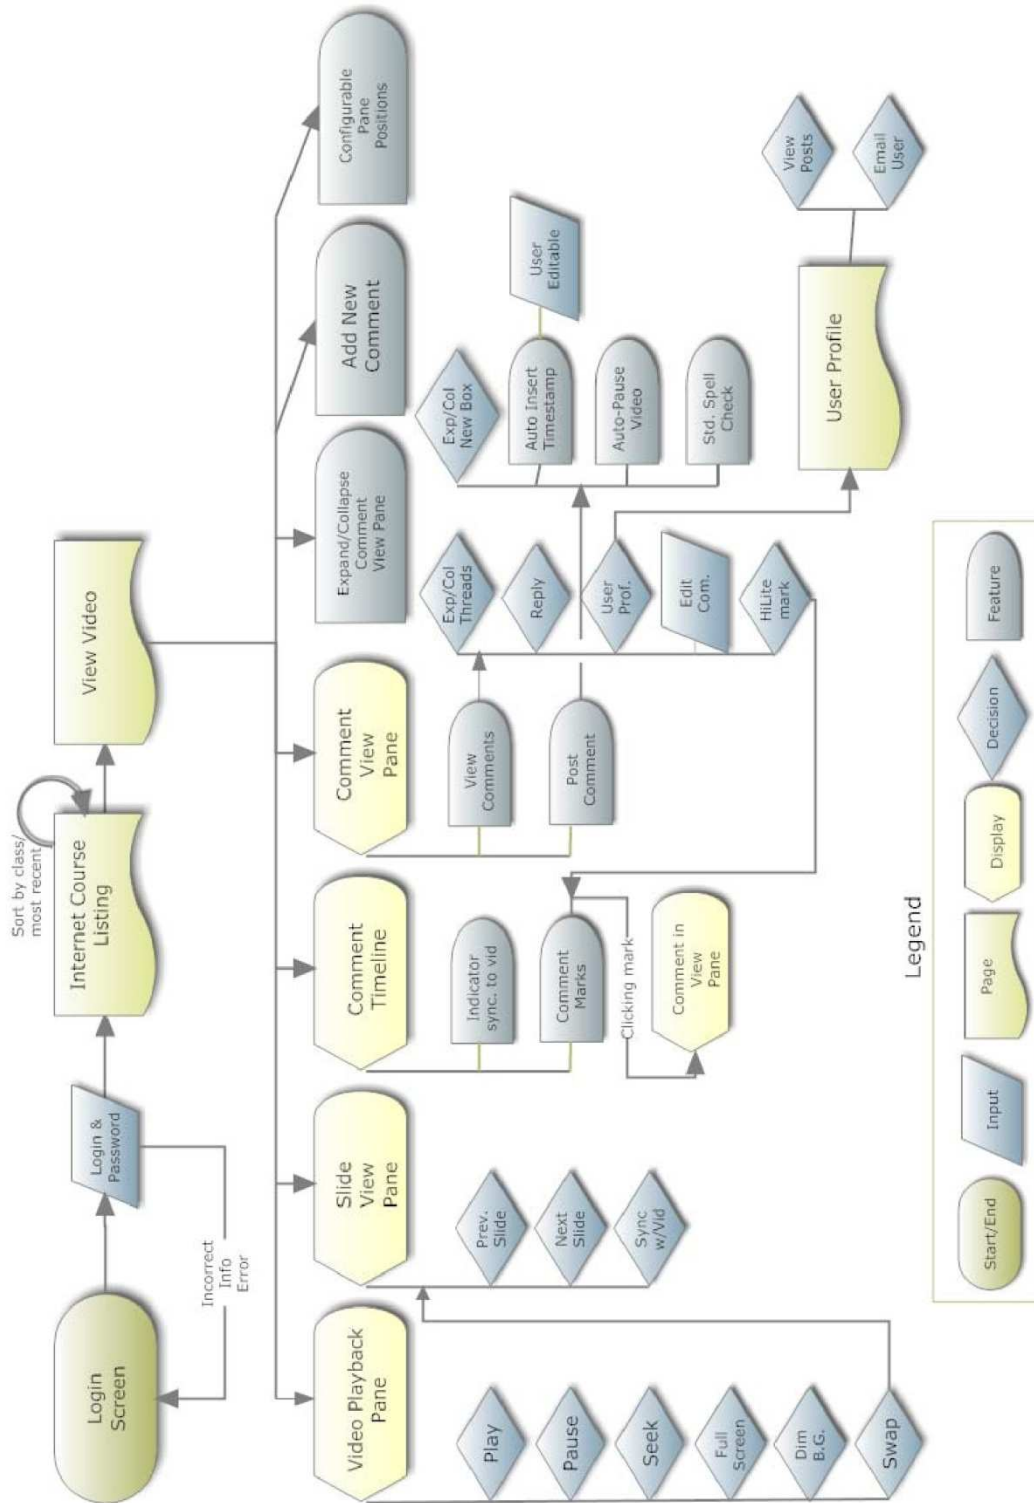 Login
Screen
Incorrect
Info
Error
Login &
Password
Sort by class/
most recent
Internet Course
Listing
View Video
Video Playback
Pane
Slide
View
Pane
Comment
Timeline
Comment
View
Pane
Expand/Collapse
Comment
View Pane
Add New
Comment
Configurable
Pane
Positions
Play
Pause
Seek
Full
Screen
Dim
B.G.
Swap
Prev.
Slide
Next
Slide
Sync
w/Vid
Indicator
sync. to vid
Comment
Marks
Clicking mark
Comment in
View
Pane
View
Comments
Post
Comment
Exp/Col
Threads
Reply
User
Prof.
Edit
Com.
HiLite
mark
Exp/Col
New Box
Auto Insert
Timestamp
User
Editable
Auto-Pause
Video
Std. Spell
Check
User Profile
View
Posts
Email
User
Legend
Start/End
Input
Page
Display
Decision
Feature